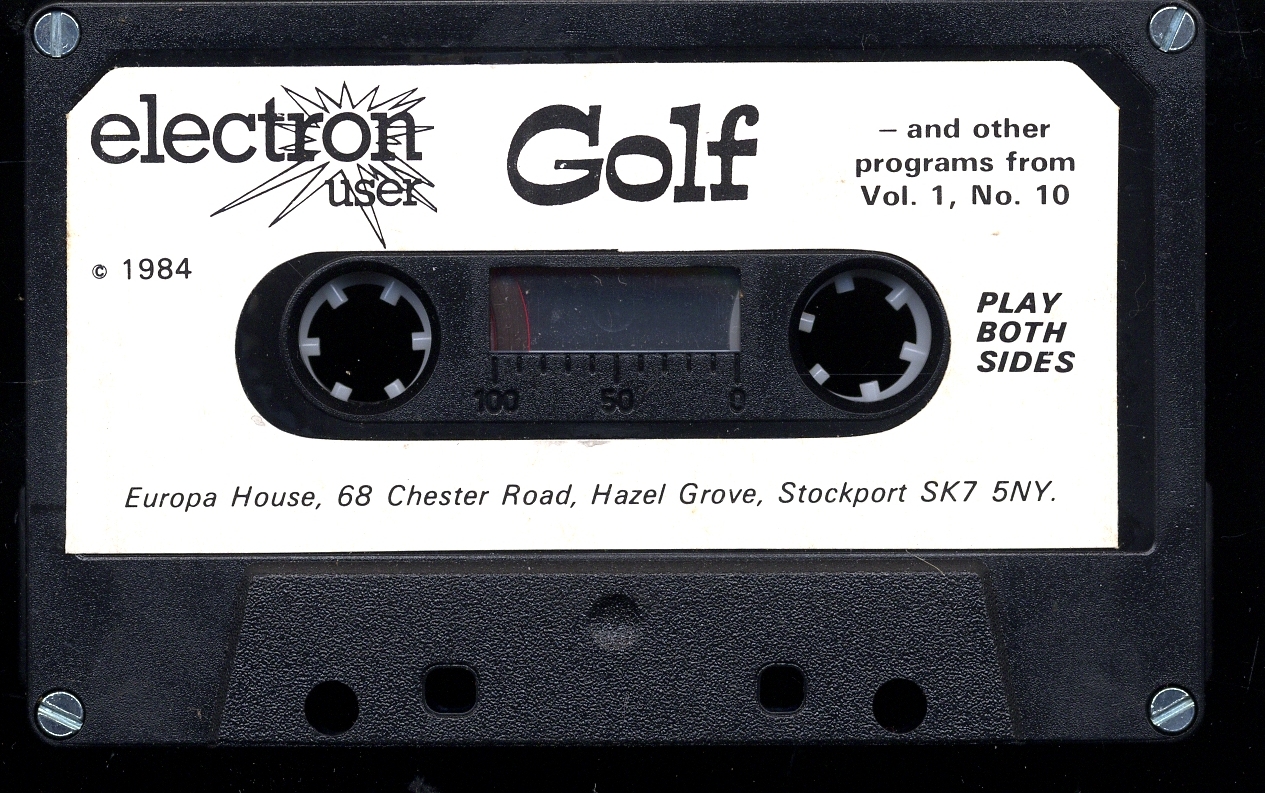 electron
user
Golf
– and other
programs from
Vol. 1, No. 10
© 1984
PLAY
BOTH
SIDES
100 50 0
Europa House, 68 Chester Road, Hazel Grove, Stockport SK7 5NY.